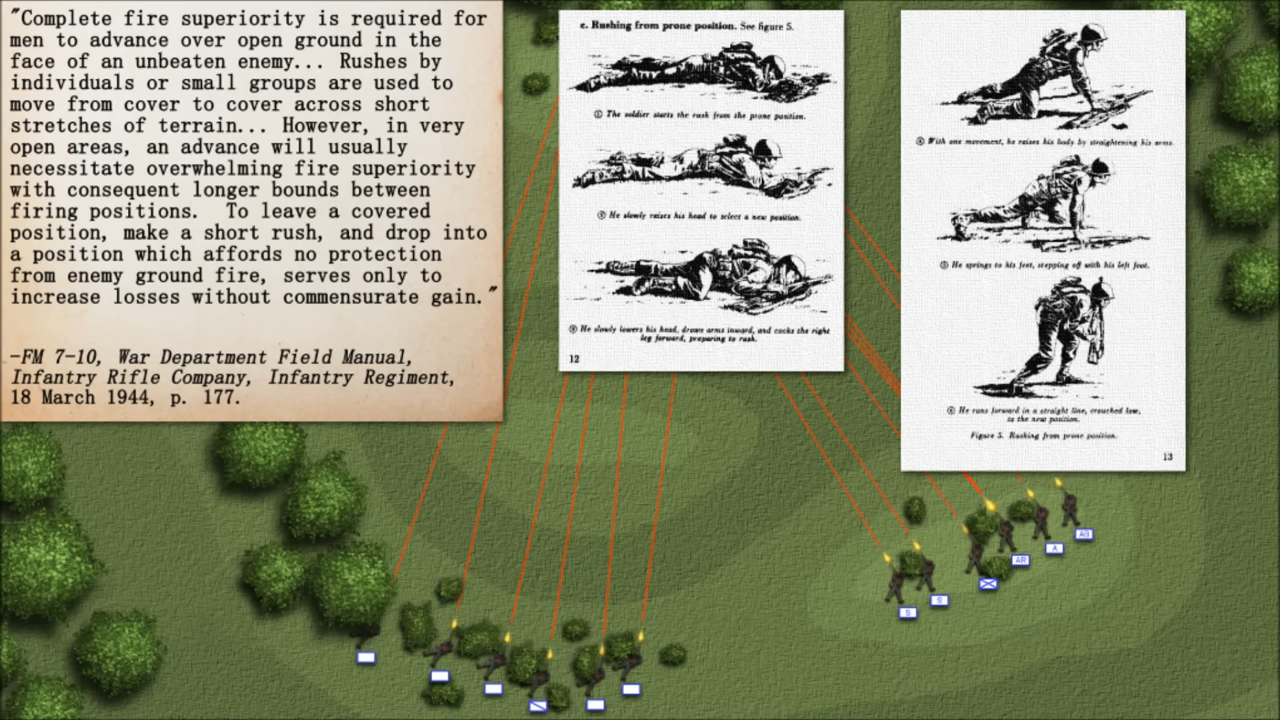 "Complete fire superiority is required for
men to advance over open ground in the
face of an unbeaten enemy... Rushes by
individuals or small groups are used to
move from cover to cover across short
stretches of terrain... However, in very
open areas, an advance will usually
necessitate overwhelming fire superiority
with consequent longer bounds between
firing positions.  To leave a covered
position, make a short rush, and drop into
a position which affords no protection
from enemy ground fire, serves only to
increase losses without commensurate gain."
-FM 7-10, War Department Field Manual,
Infantry Rifle Company, Infantry Regiment,
18 March 1944, p. 177.
c. Rushing from prone position. See figure 5.
① The soldier starts the rush from the prone position.
② He slowly raises his head to select a new position.
③ He slowly lowers his head, draws arms inward, and cocks the right
leg forward, preparing to rush.
12
④ With one movement, he raises his body by straightening his arms.
⑤ He springs to his feet, stepping off with his left foot.
⑥ He runs forward in a straight line, crouched low,
to the new position.
Figure 5. Rushing from prone position.
13
S
S
AR
A
AB